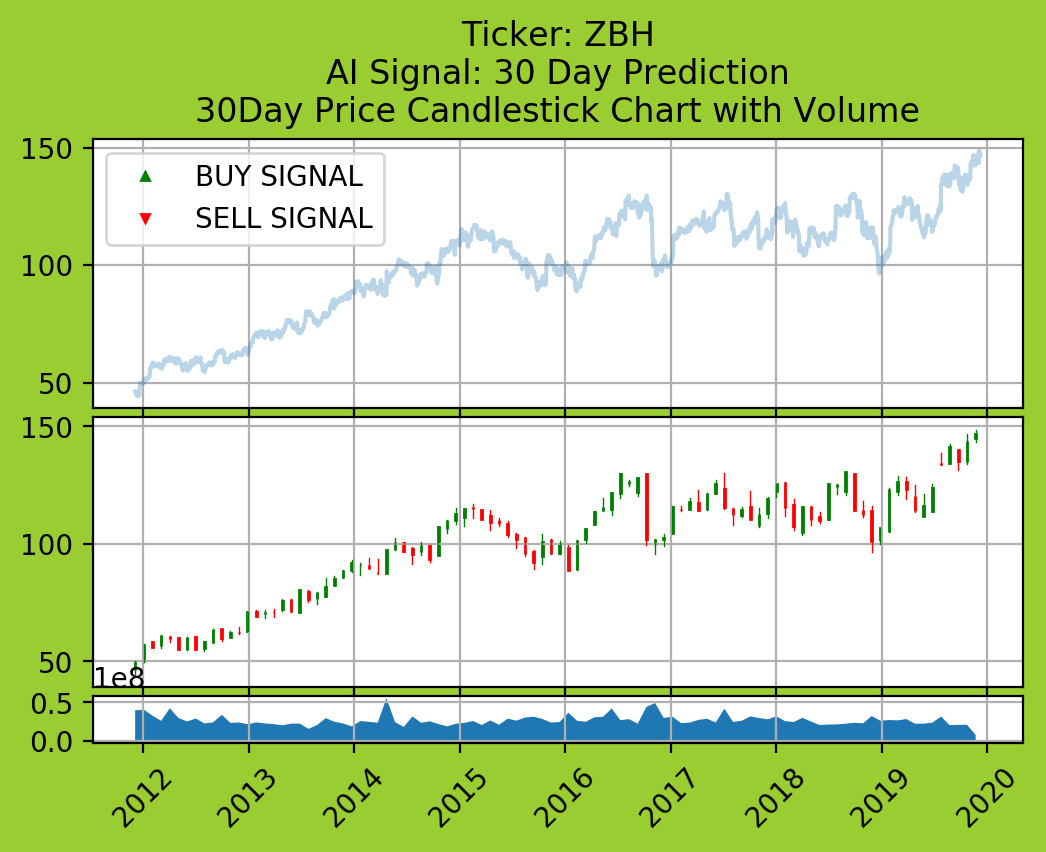 Ticker: ZBH
AI Signal: 30 Day Prediction
30Day Price Candlestick Chart with Volume
150
100
50
BUY SIGNAL
SELL SIGNAL
150
100
50
1e8
0.5
0.0
2012
2013
2014
2015
2016
2017
2018
2019
2020